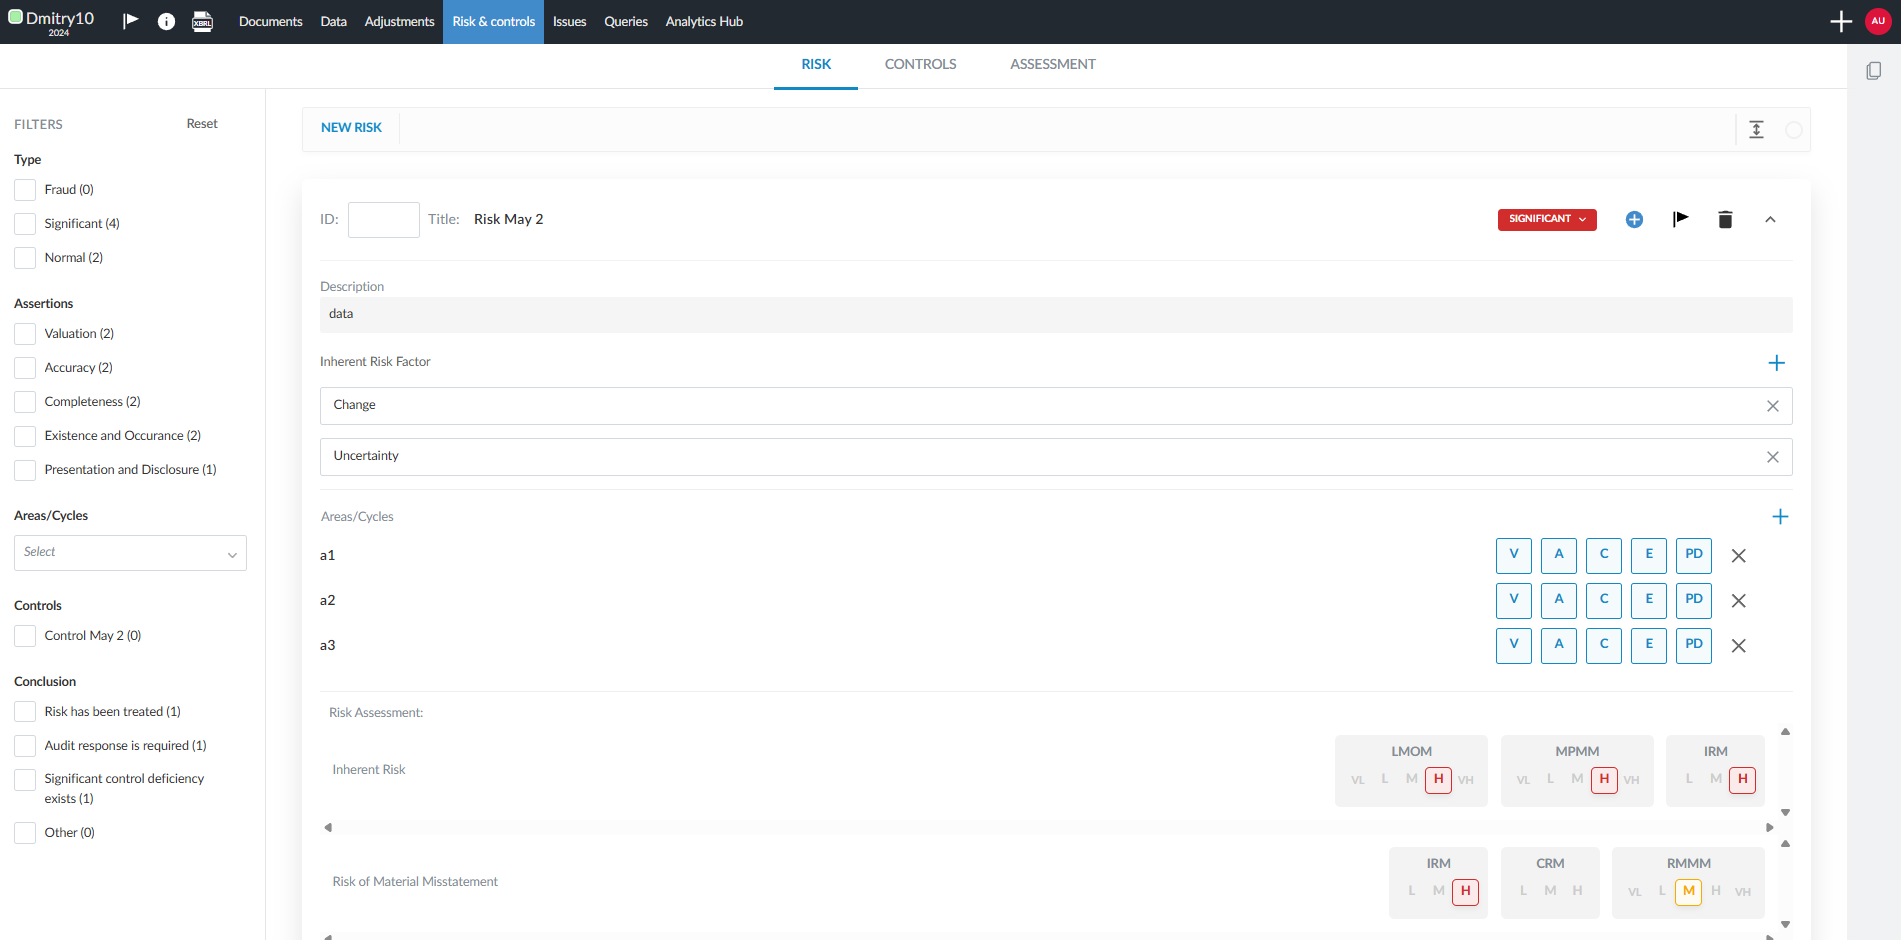 Dmitry10
2024
XBRL
Documents
Data
Adjustments
Risk & controls
Issues
Queries
Analytics Hub
AU
RISK
CONTROLS
ASSESSMENT
FILTERS
Reset
Type
Fraud (0)
Significant (4)
Normal (2)
Assertions
Valuation (2)
Accuracy (2)
Completeness (2)
Existence and Occurance (2)
Presentation and Disclosure (1)
Areas/Cycles
Select
Controls
Control May 2 (0)
Conclusion
Risk has been treated (1)
Audit response is required (1)
Significant control deficiency
exists (1)
Other (0)
NEW RISK
ID:
Title: Risk May 2
SIGNIFICANT
Description
data
Inherent Risk Factor
Change
Uncertainty
Areas/Cycles
a1 V A C E PD
a2 V A C E PD
a3 V A C E PD
Risk Assessment:
Inherent Risk
LMOM
VL L M H VH
MPMM
VL L M H VH
IRM
L M H
Risk of Material Misstatement
IRM
L M H
CRM
L M H
RMMM
VL L M H VH